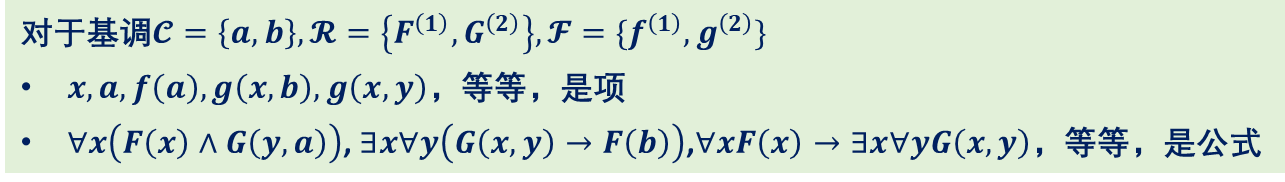 对于基调𝓒 = {a, b}, 𝓡 = {F⁽¹⁾, G⁽²⁾}, 𝓕 = {f⁽¹⁾, g⁽²⁾}
• x, a, f(a), g(x, b), g(x, y)，等等，是项
• ∀x(F(x) ∧ G(y, a)), ∃x∀y(G(x, y) → F(b)),∀xF(x) → ∃x∀yG(x, y)，等等，是公式